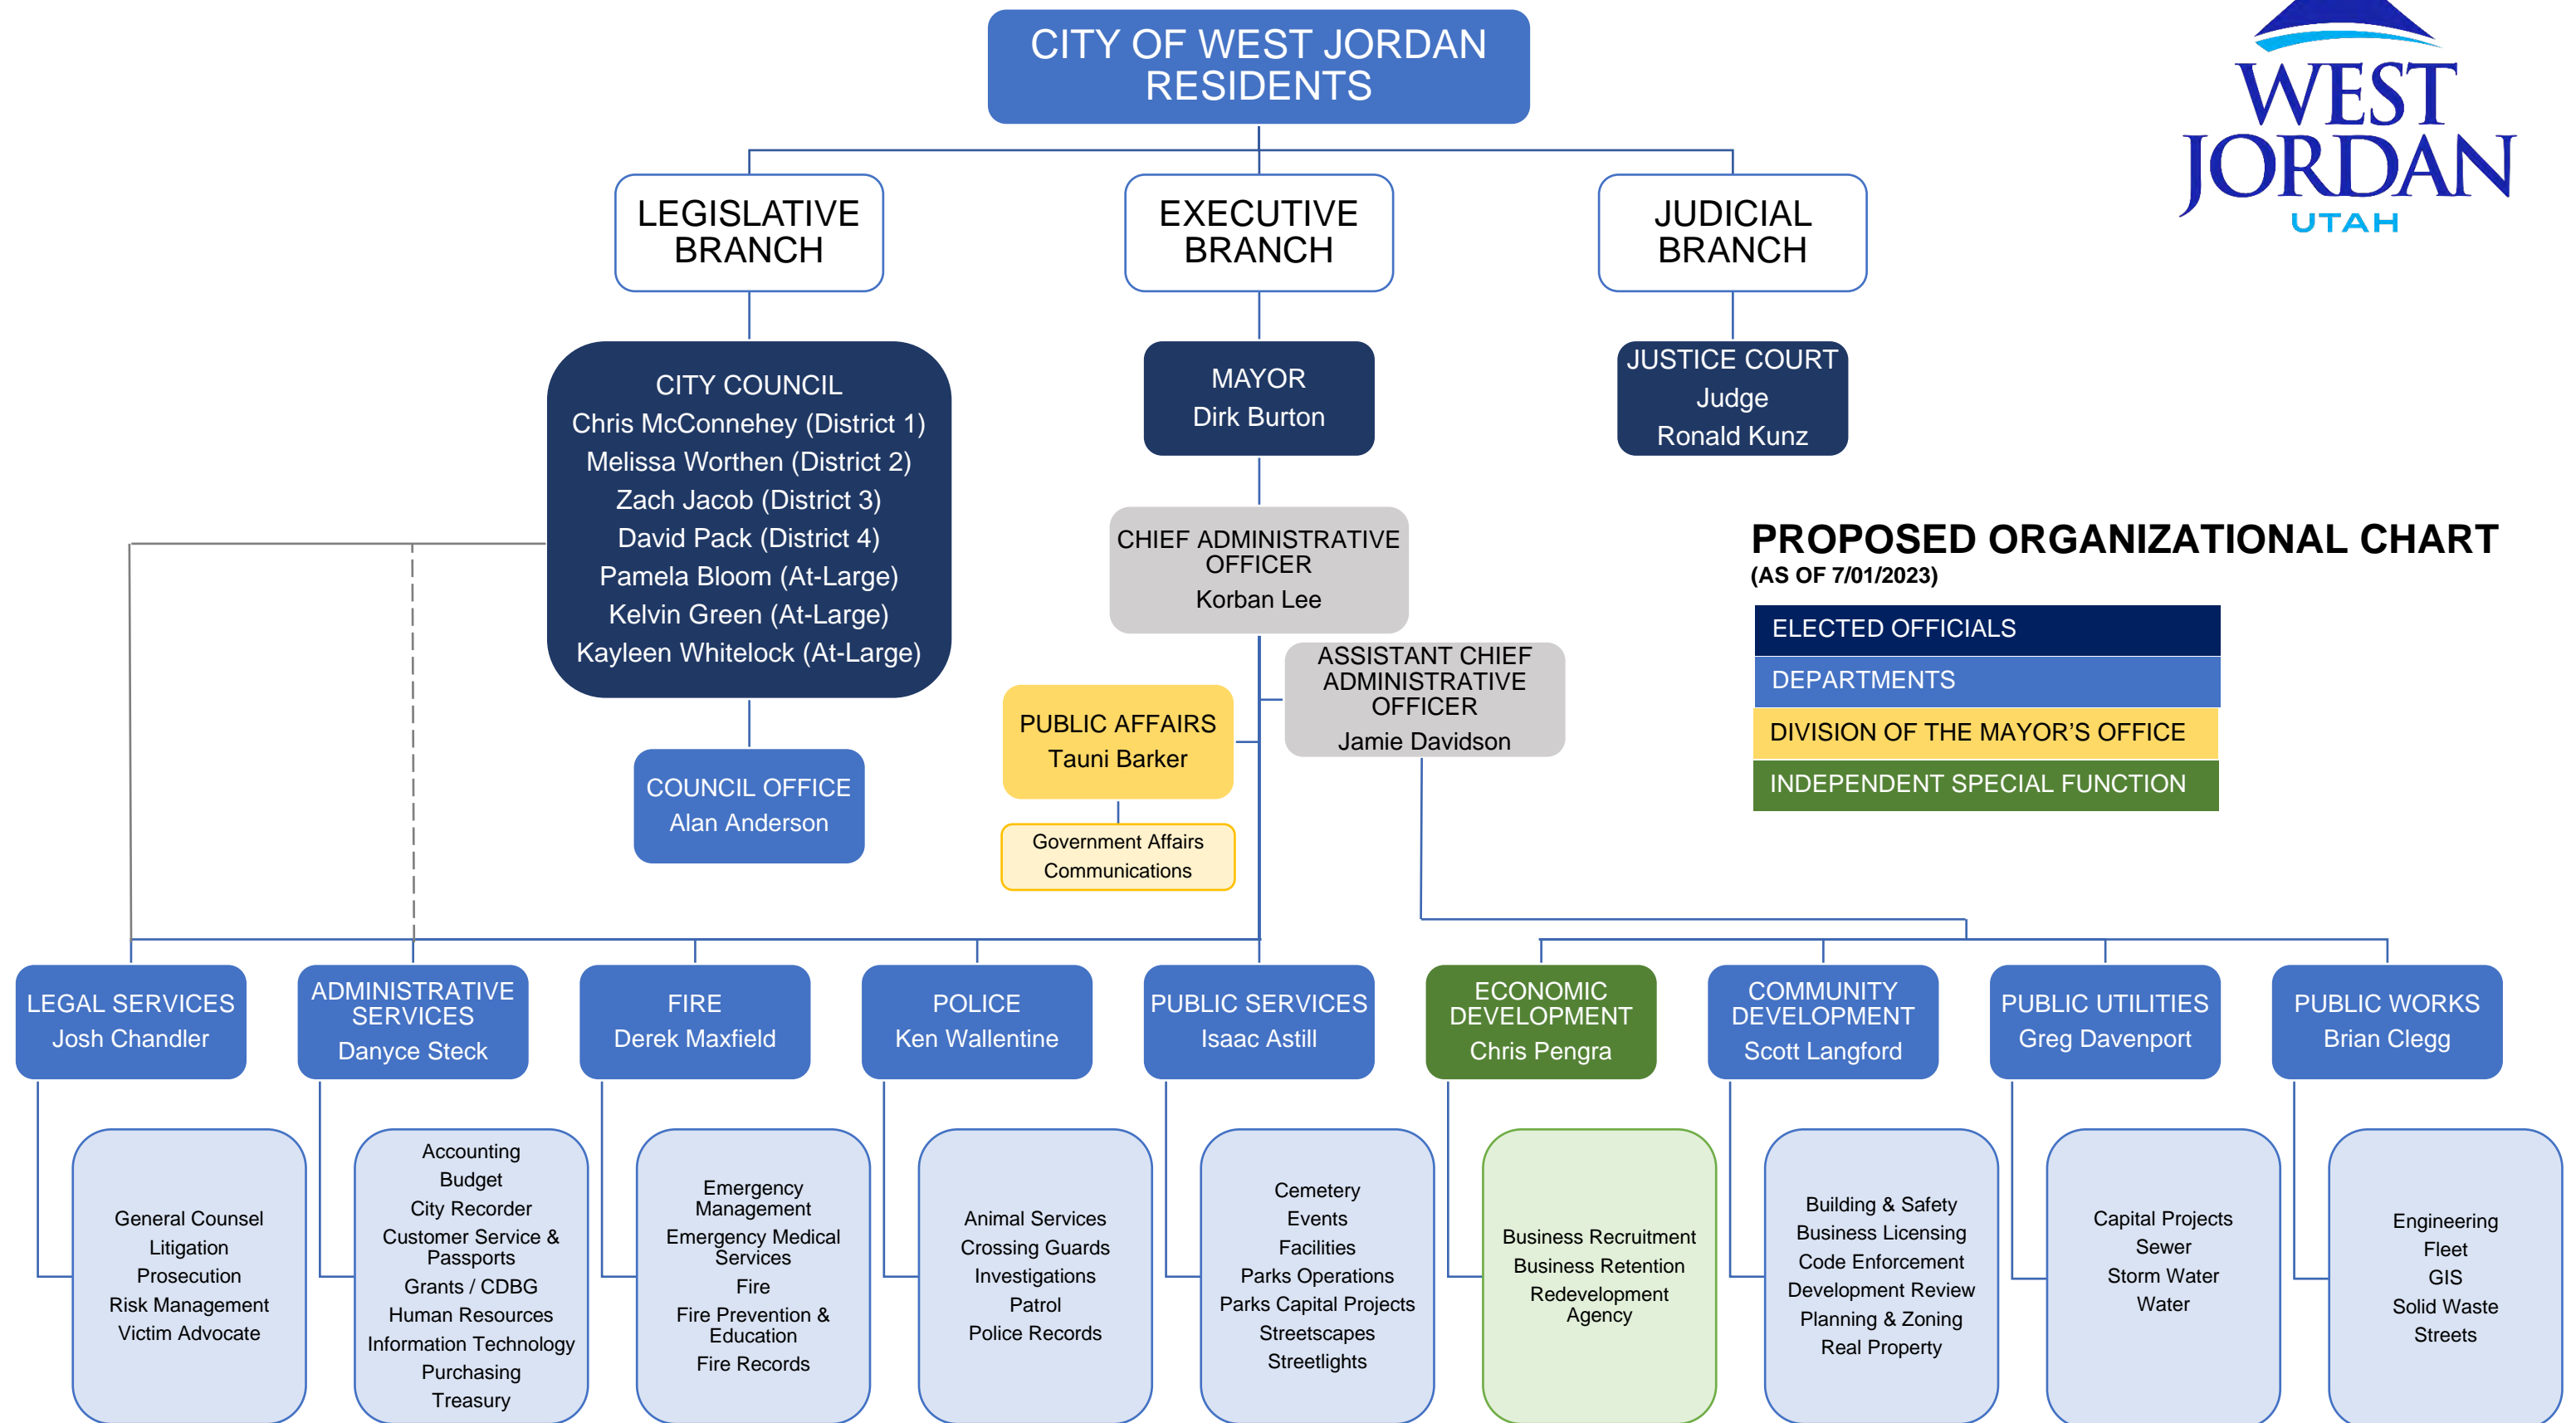 CITY OF WEST JORDAN
RESIDENTS
WEST
JORDAN
UTAH
LEGISLATIVE
BRANCH
EXECUTIVE
BRANCH
JUDICIAL
BRANCH
CITY COUNCIL
Chris McConnehey (District 1)
Melissa Worthen (District 2)
Zach Jacob (District 3)
David Pack (District 4)
Pamela Bloom (At-Large)
Kelvin Green (At-Large)
Kayleen Whitelock (At-Large)
MAYOR
Dirk Burton
JUSTICE COURT
Judge
Ronald Kunz
CHIEF ADMINISTRATIVE
OFFICER
Korban Lee
PROPOSED ORGANIZATIONAL CHART
(AS OF 7/01/2023)
ELECTED OFFICIALS
DEPARTMENTS
DIVISION OF THE MAYOR'S OFFICE
INDEPENDENT SPECIAL FUNCTION
ASSISTANT CHIEF
ADMINISTRATIVE
OFFICER
Jamie Davidson
PUBLIC AFFAIRS
Tauni Barker
Government Affairs
Communications
COUNCIL OFFICE
Alan Anderson
LEGAL SERVICES
Josh Chandler
ADMINISTRATIVE
SERVICES
Danyce Steck
FIRE
Derek Maxfield
POLICE
Ken Wallentine
PUBLIC SERVICES
Isaac Astill
ECONOMIC
DEVELOPMENT
Chris Pengra
COMMUNITY
DEVELOPMENT
Scott Langford
PUBLIC UTILITIES
Greg Davenport
PUBLIC WORKS
Brian Clegg
General Counsel
Litigation
Prosecution
Risk Management
Victim Advocate
Accounting
Budget
City Recorder
Customer Service &
Passports
Grants / CDBG
Human Resources
Information Technology
Purchasing
Treasury
Emergency
Management
Emergency Medical
Services
Fire
Fire Prevention &
Education
Fire Records
Animal Services
Crossing Guards
Investigations
Patrol
Police Records
Cemetery
Events
Facilities
Parks Operations
Parks Capital Projects
Streetscapes
Streetlights
Business Recruitment
Business Retention
Redevelopment
Agency
Building & Safety
Business Licensing
Code Enforcement
Development Review
Planning & Zoning
Real Property
Capital Projects
Sewer
Storm Water
Water
Engineering
Fleet
GIS
Solid Waste
Streets